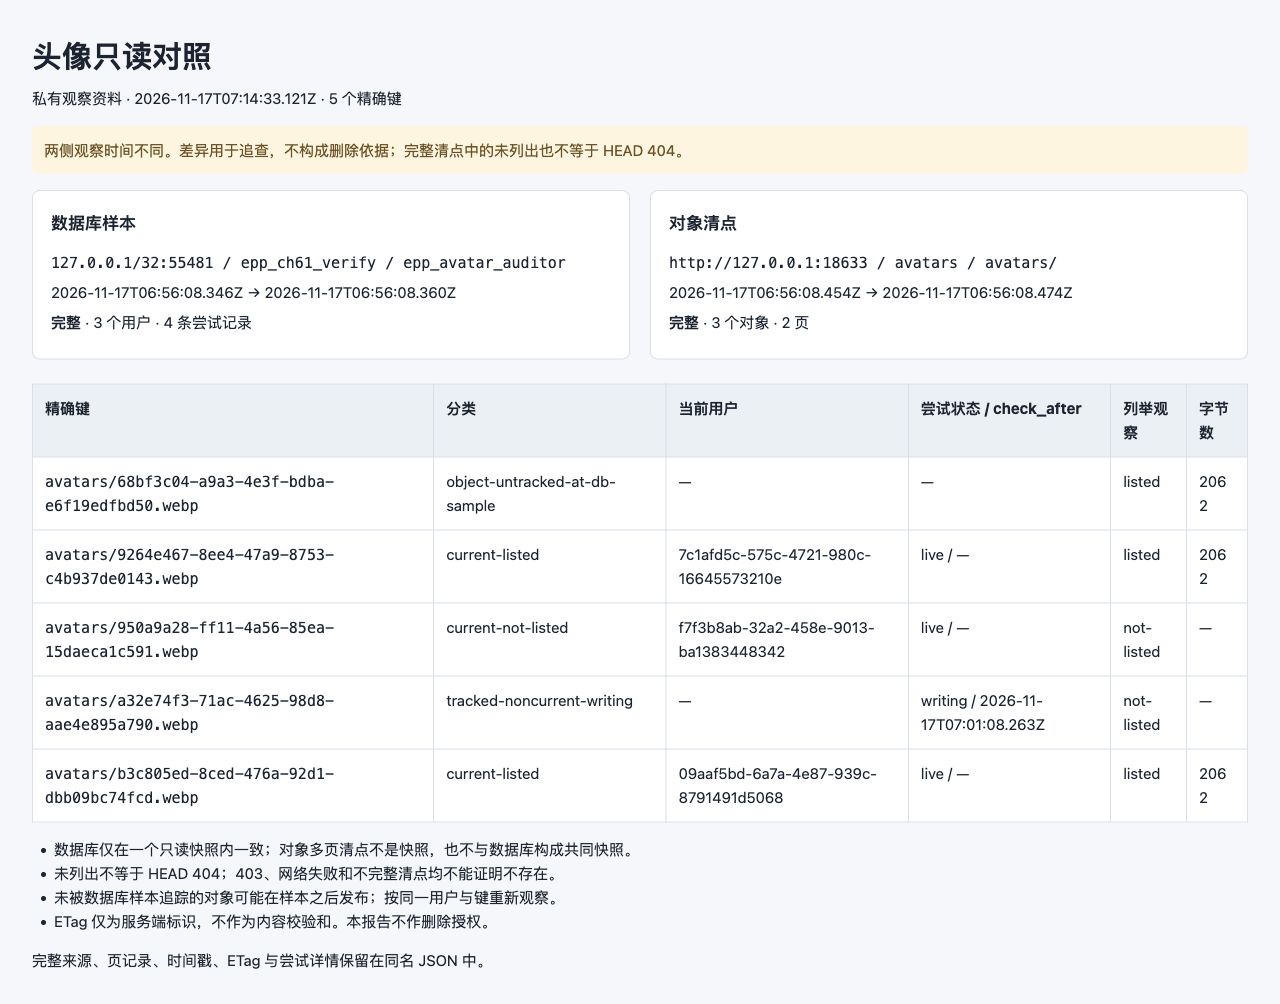 头像只读对照
私有观察资料 · 2026-11-17T07:14:33.121Z · 5 个精确键
两侧观察时间不同。差异用于追查，不构成删除依据；完整清点中的未列出也不等于 HEAD 404。
数据库样本
127.0.0.1/32:55481 / epp_ch61_verify / epp_avatar_auditor
2026-11-17T06:56:08.346Z → 2026-11-17T06:56:08.360Z
完整 · 3 个用户 · 4 条尝试记录
对象清点
http://127.0.0.1:18633 / avatars / avatars/
2026-11-17T06:56:08.454Z → 2026-11-17T06:56:08.474Z
完整 · 3 个对象 · 2 页
精确键 分类 当前用户 尝试状态 / check_after 列举观 字节
察 数
avatars/68bf3c04-a9a3-4e3f-bdba- object-untracked-at-db- — — listed 206
e6f19edfbd50.webp sample 2
avatars/9264e467-8ee4-47a9-8753- current-listed 7c1afd5c-575c-4721-980c- live / — listed 206
c4b937de0143.webp 16645573210e 2
avatars/950a9a28-ff11-4a56-85ea- current-not-listed f7f3b8ab-32a2-458e-9013- live / — not- —
15daeca1c591.webp ba1383448342 listed
avatars/a32e74f3-71ac-4625-98d8- tracked-noncurrent-writing — writing / 2026-11- not- —
aae4e895a790.webp 17T07:01:08.263Z listed
avatars/b3c805ed-8ced-476a-92d1- current-listed 09aaf5bd-6a7a-4e87-939c- live / — listed 206
dbb09bc74fcd.webp 8791491d5068 2
• 数据库仅在一个只读快照内一致；对象多页清点不是快照，也不与数据库构成共同快照。
• 未列出不等于 HEAD 404；403、网络失败和不完整清点均不能证明不存在。
• 未被数据库样本追踪的对象可能在样本之后发布；按同一用户与键重新观察。
• ETag 仅为服务端标识，不作为内容校验和。本报告不作删除授权。
完整来源、页记录、时间戳、ETag 与尝试详情保留在同名 JSON 中。